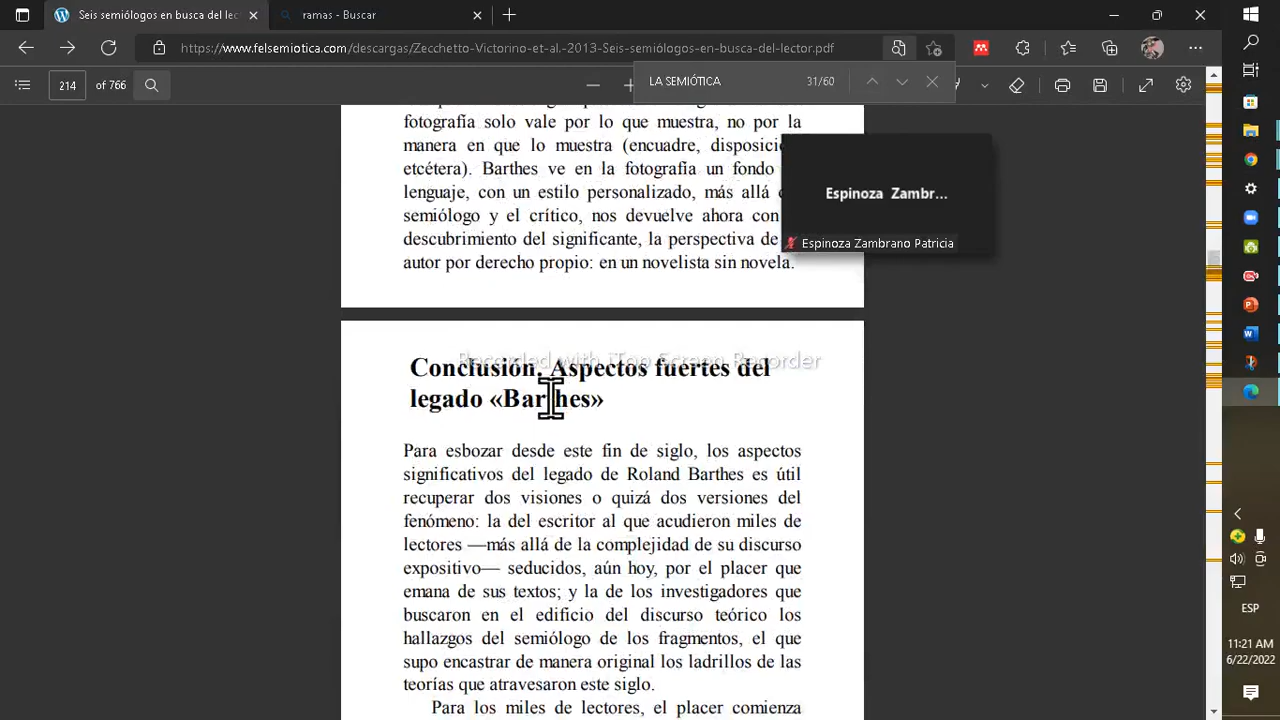 Seis semiólogos en busca del lec
tramas - Buscar
https://www.felsemiotica.com/descargas/Zecchetto-Victorino-et-al.-2013-Seis-semiólogos-en-busca-del-lector.pdf
214 of 766
LA SEMIÓTICA 31/60
fotografía solo vale por lo que muestra, no por la
manera en que lo muestra (encuadre, disposici
etcétera). Barthes ve en la fotografía un fondo
lenguaje, con un estilo personalizado, más allá
semiólogo y el crítico, nos devuelve ahora con
descubrimiento del significante, la perspectiva de
autor por derecho propio: en un novelista sin novela.
Espinoza Zambr...
Espinoza Zambrano Patricia
Recorded with iTop Screen Recorder
Conclusión. Aspectos fuertes del
legado «Barthes»
Para esbozar desde este fin de siglo, los aspectos
significativos del legado de Roland Barthes es útil
recuperar dos visiones o quizá dos versiones del
fenómeno: la del escritor al que acudieron miles de
lectores —más allá de la complejidad de su discurso
expositivo— seducidos, aún hoy, por el placer que
emana de sus textos; y la de los investigadores que
buscaron en el edificio del discurso teórico los
hallazgos del semiólogo de los fragmentos, el que
supo encastrar de manera original los ladrillos de las
teorías que atravesaron este siglo.
Para los miles de lectores, el placer comienza
ESP
11:21 AM
6/22/2022